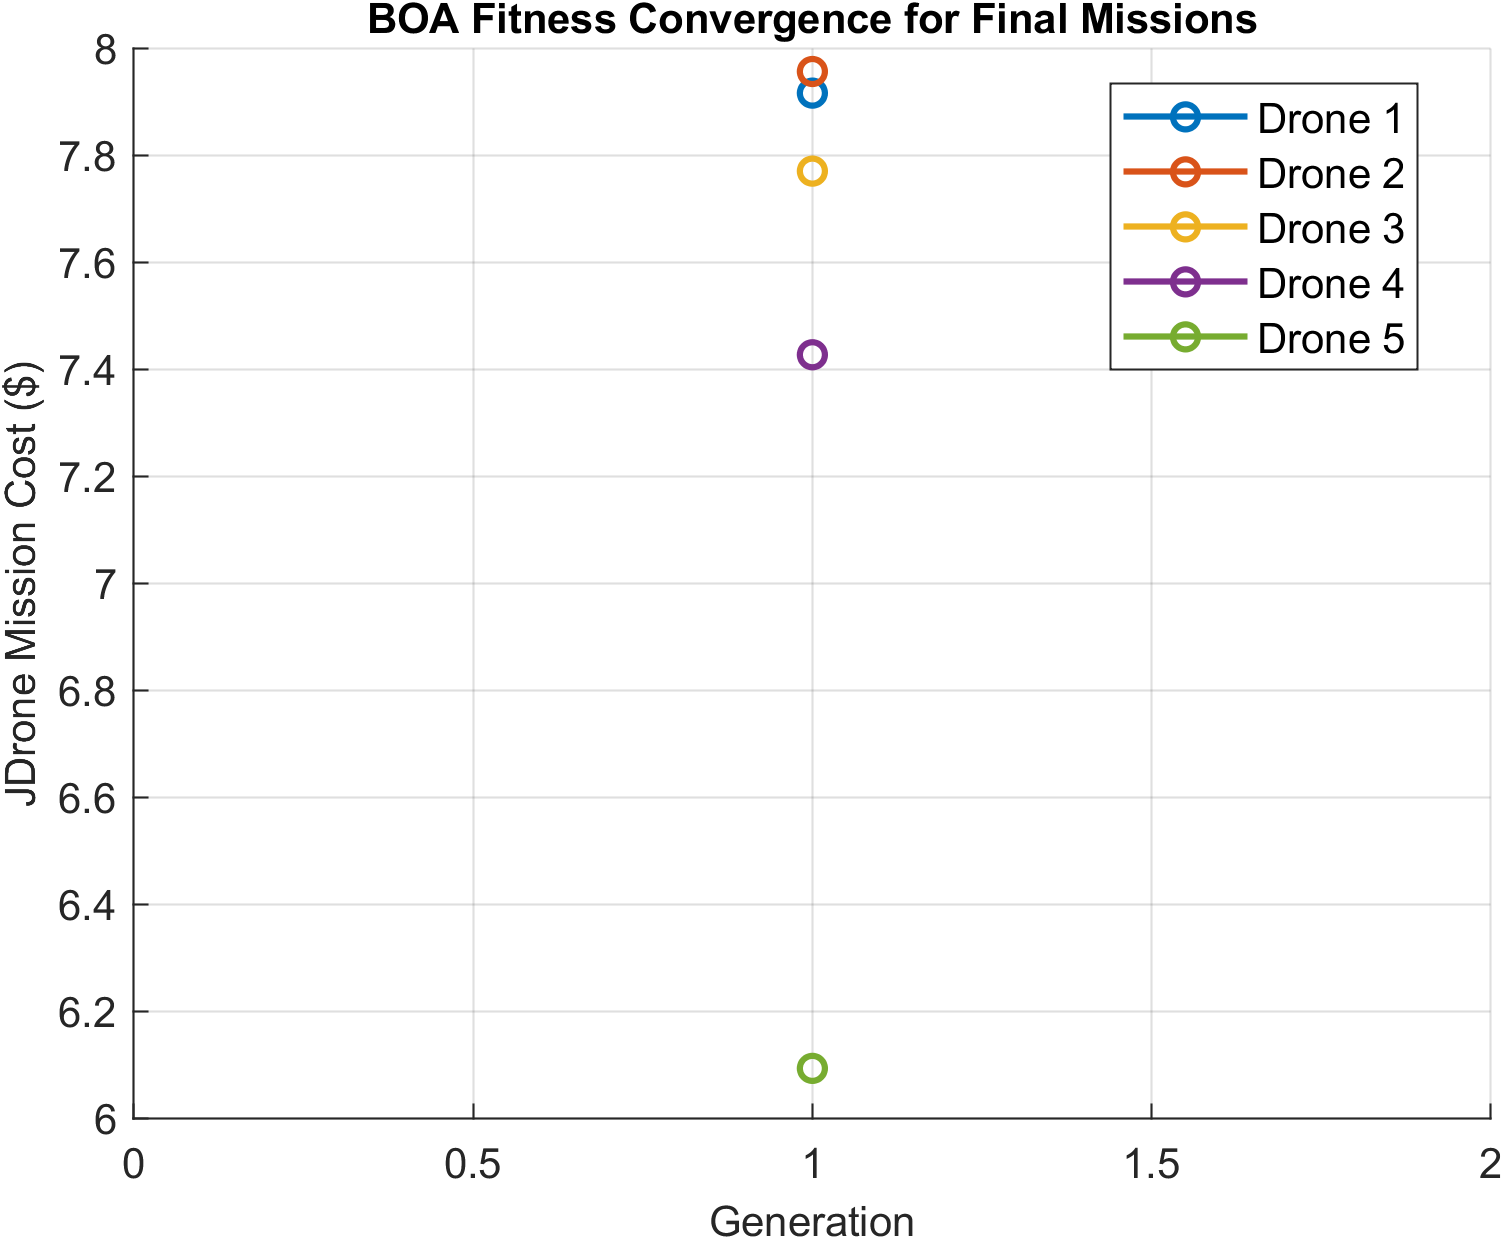 BOA Fitness Convergence for Final Missions
8
7.8
7.6
7.4
7.2
7
6.8
6.6
6.4
6.2
6
JDrone Mission Cost ($)
Drone 1
Drone 2
Drone 3
Drone 4
Drone 5
0 0.5 1 1.5 2
Generation